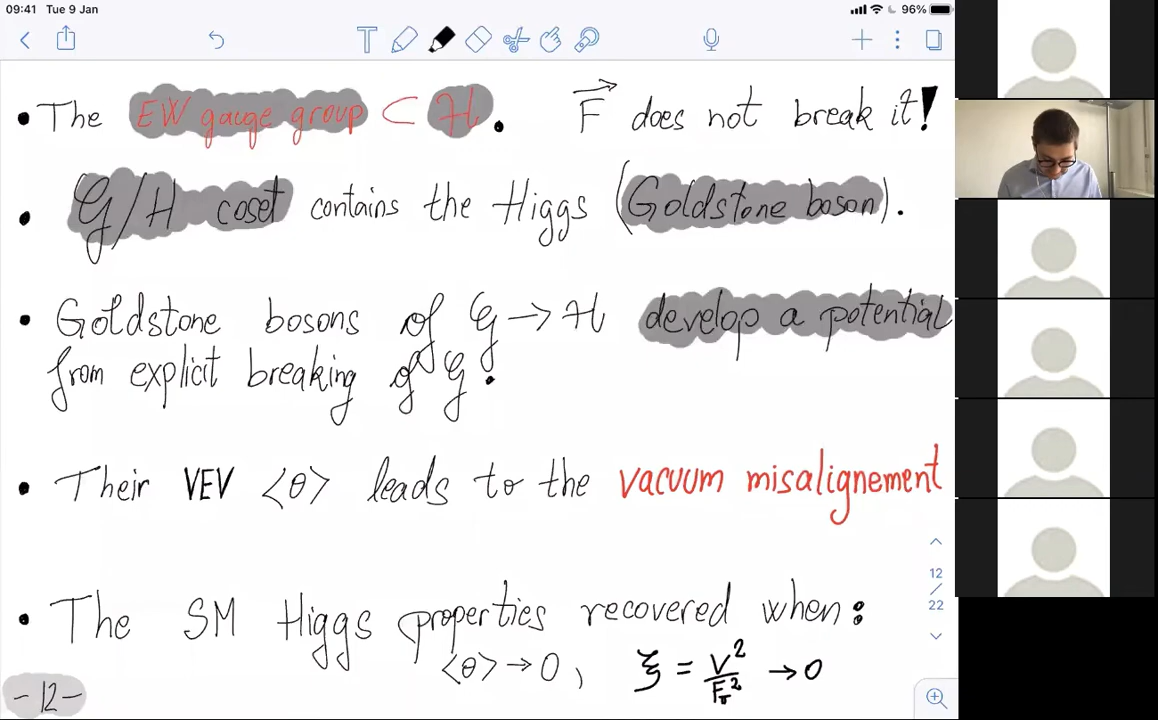 09:41 Tue 9 Jan
96%
• The EW gauge group ⊂ H. F⃗ does not break it!
• G/H coset contains the Higgs (Goldstone boson).
• Goldstone bosons of G → H develop a potential
from explicit breaking of G.
• Their VEV <θ> leads to the vacuum misalignement
12
/
22
• The SM Higgs properties recovered when:
<θ> → 0, ξ = v²/Fπ² → 0
-12-